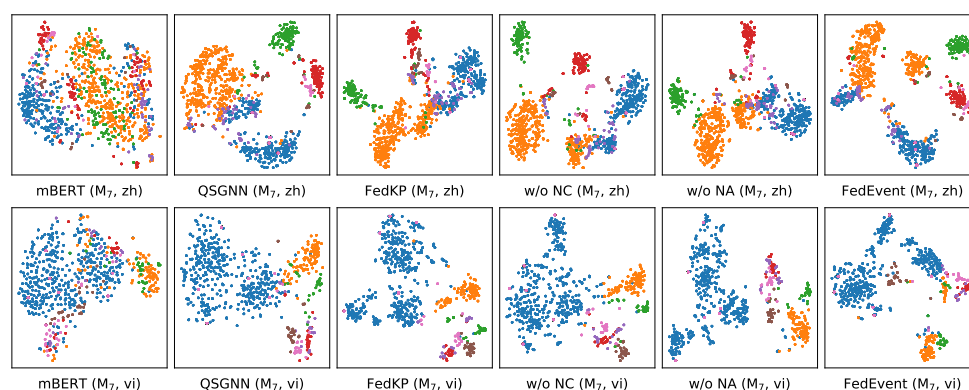 mBERT (M₇, zh) QSGNN (M₇, zh) FedKP (M₇, zh) w/o NC (M₇, zh) w/o NA (M₇, zh) FedEvent (M₇, zh)
mBERT (M₇, vi) QSGNN (M₇, vi) FedKP (M₇, vi) w/o NC (M₇, vi) w/o NA (M₇, vi) FedEvent (M₇, vi)